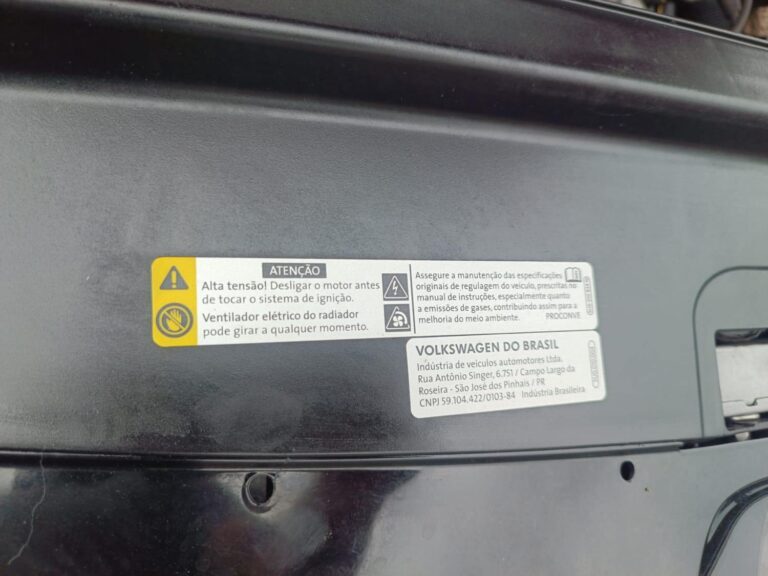 ATENÇÃO
Alta tensão! Desligar o motor antes
de tocar o sistema de ignição.
Ventilador elétrico do radiador
pode girar a qualquer momento.
Assegure a manutenção das especificações
originais de regulagem do veículo, prescritas no
manual de instruções, especialmente quanto
a emissões de gases, contribuindo assim para a
melhoria do meio ambiente. PROCONVE
VOLKSWAGEN DO BRASIL
Indústria de veículos automotores Ltda.
Rua Antônio Singer, 6.751 / Campo Largo da
Roseira - São José dos Pinhais / PR
CNPJ 59.104.422/0103-84 Indústria Brasileira